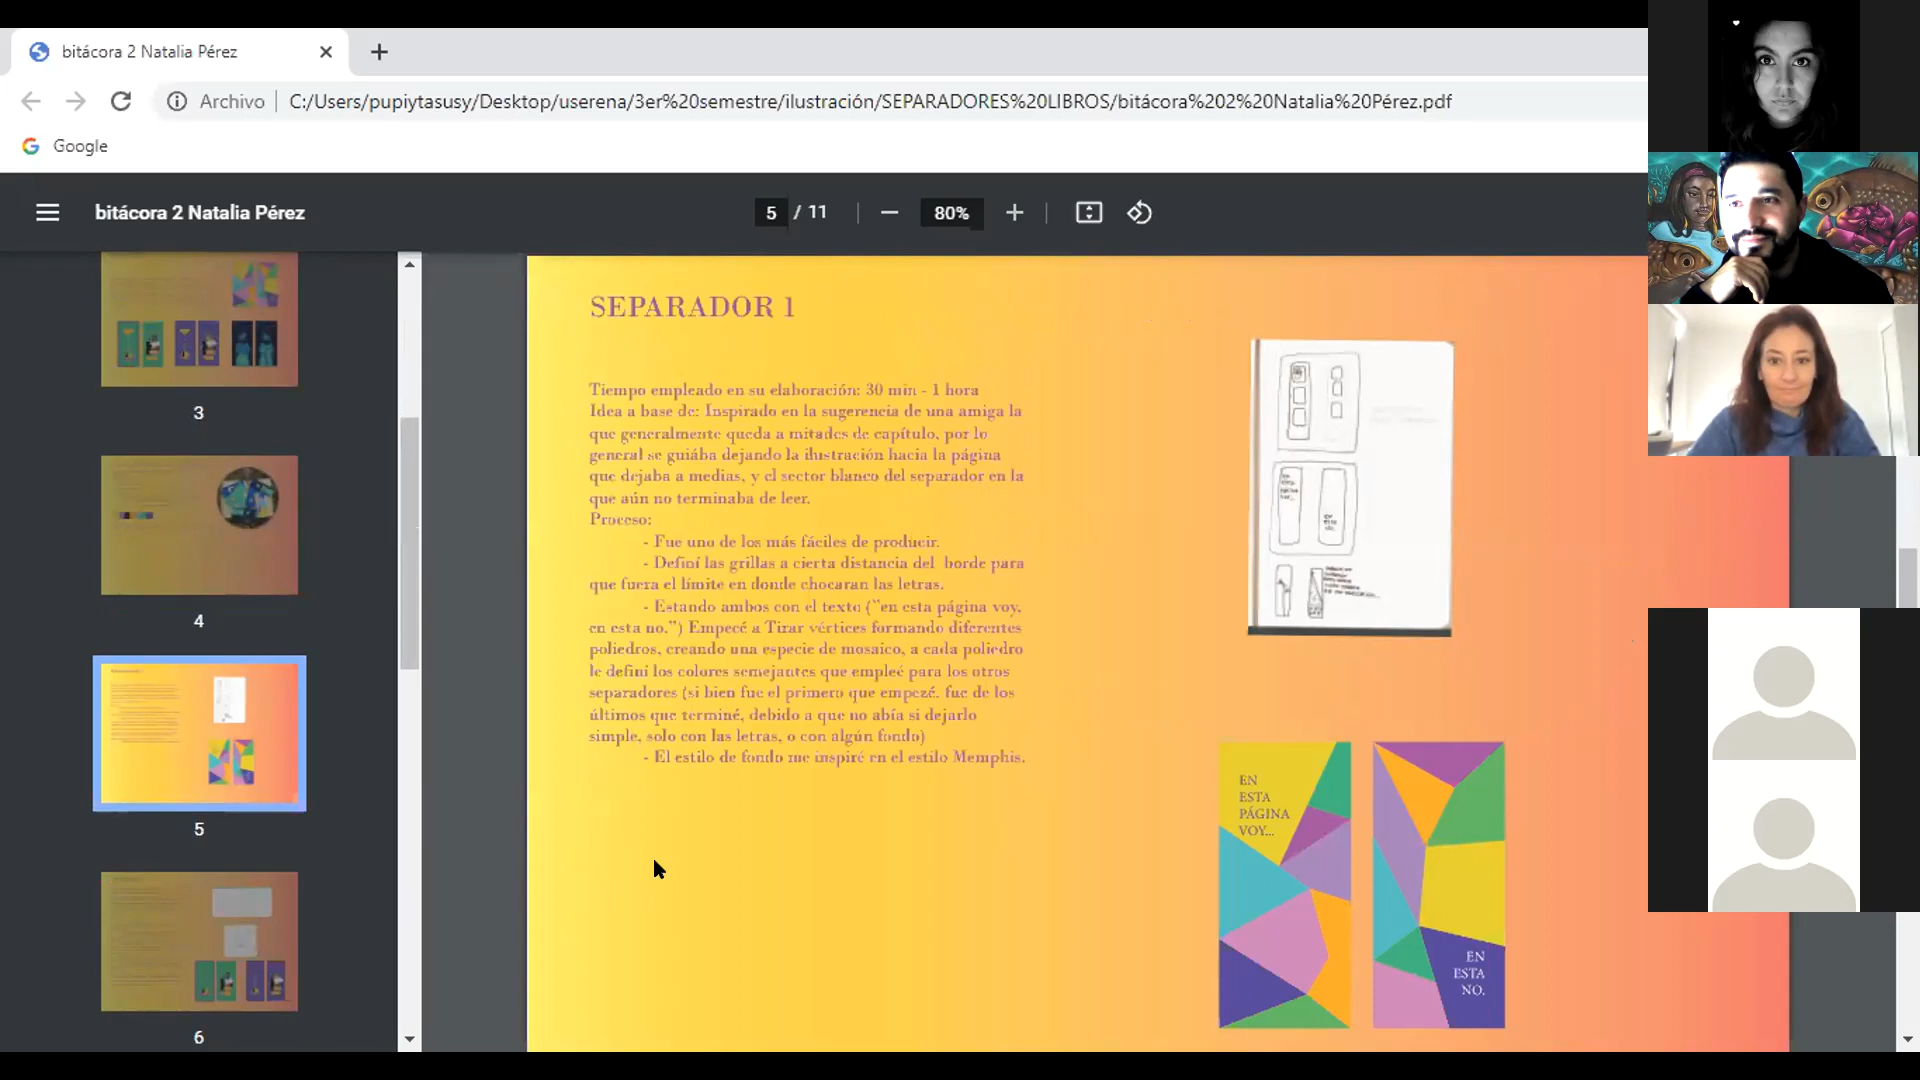 bitácora 2 Natalia Pérez
Archivo
C:/Users/pupiytasusy/Desktop/userena/3er%20semestre/ilustración/SEPARADORES%20LIBROS/bitácora%202%20Natalia%20Pérez.pdf
Google
bitácora 2 Natalia Pérez
5 / 11
80%
3
4
5
6
SEPARADOR 1
Tiempo empleado en su elaboración: 30 min - 1 hora
Idea a base de: Inspirado en la sugerencia de una amiga la
que generalmente queda a mitades de capítulo, por lo
general se guiába dejando la ilustración hacia la página
que dejaba a medias, y el sector blanco del separador en la
que aún no terminaba de leer.
Proceso:
- Fue uno de los más fáciles de producir.
- Definí las grillas a cierta distancia del borde para
que fuera el límite en donde chocaran las letras.
- Estando ambos con el texto ("en esta página voy,
en esta no.") Empecé a Tirar vértices formando diferentes
poliedros, creando una especie de mosaico, a cada poliedro
le definí los colores semejantes que empleé para los otros
separadores (si bien fue el primero que empezé, fue de los
últimos que terminé, debido a que no abía si dejarlo
simple, solo con las letras, o con algún fondo)
- El estilo de fondo me inspiré en el estilo Memphis.
EN
ESTA
PÁGINA
VOY...
EN
ESTA
NO.